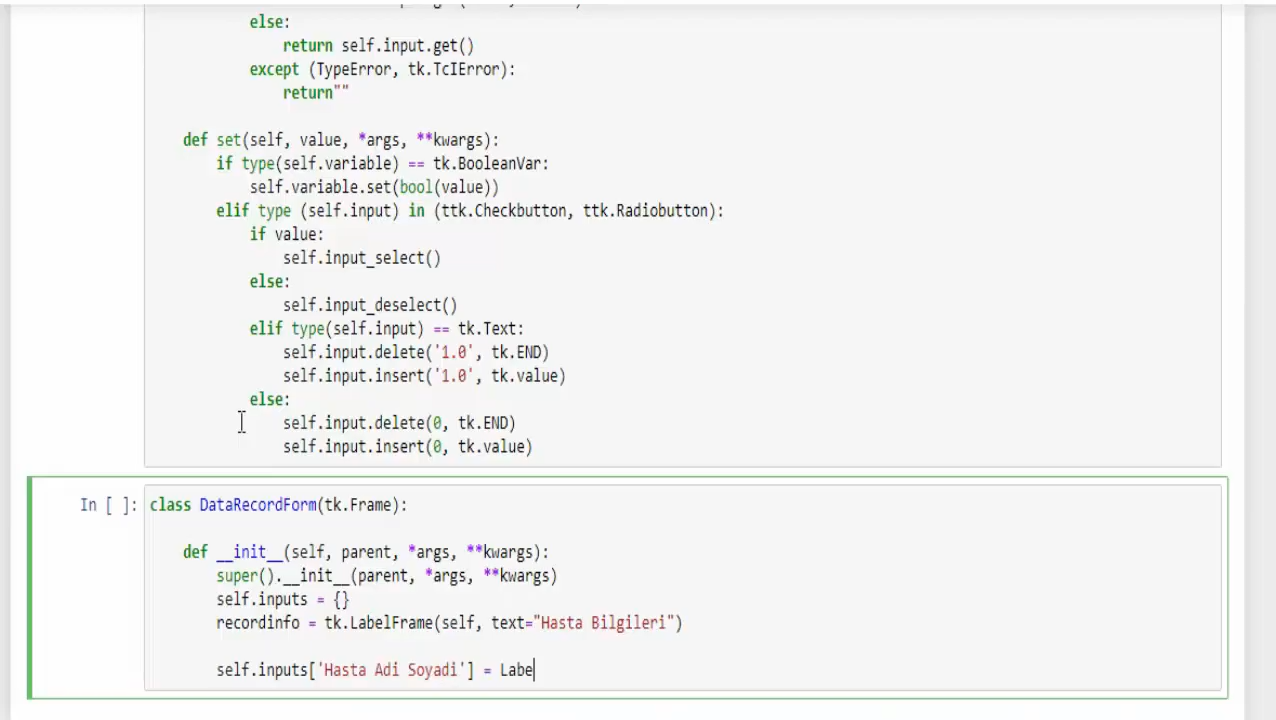 else:
return self.input.get()
except (TypeError, tk.TcIError):
return""
def set(self, value, *args, **kwargs):
if type(self.variable) == tk.BooleanVar:
self.variable.set(bool(value))
elif type (self.input) in (ttk.Checkbutton, ttk.Radiobutton):
if value:
self.input_select()
else:
self.input_deselect()
elif type(self.input) == tk.Text:
self.input.delete('1.0', tk.END)
self.input.insert('1.0', tk.value)
else:
self.input.delete(0, tk.END)
self.input.insert(0, tk.value)
In [ ]: class DataRecordForm(tk.Frame):
def __init__(self, parent, *args, **kwargs):
super().__init__(parent, *args, **kwargs)
self.inputs = {}
recordinfo = tk.LabelFrame(self, text="Hasta Bilgileri")
self.inputs['Hasta Adi Soyadi'] = Labe